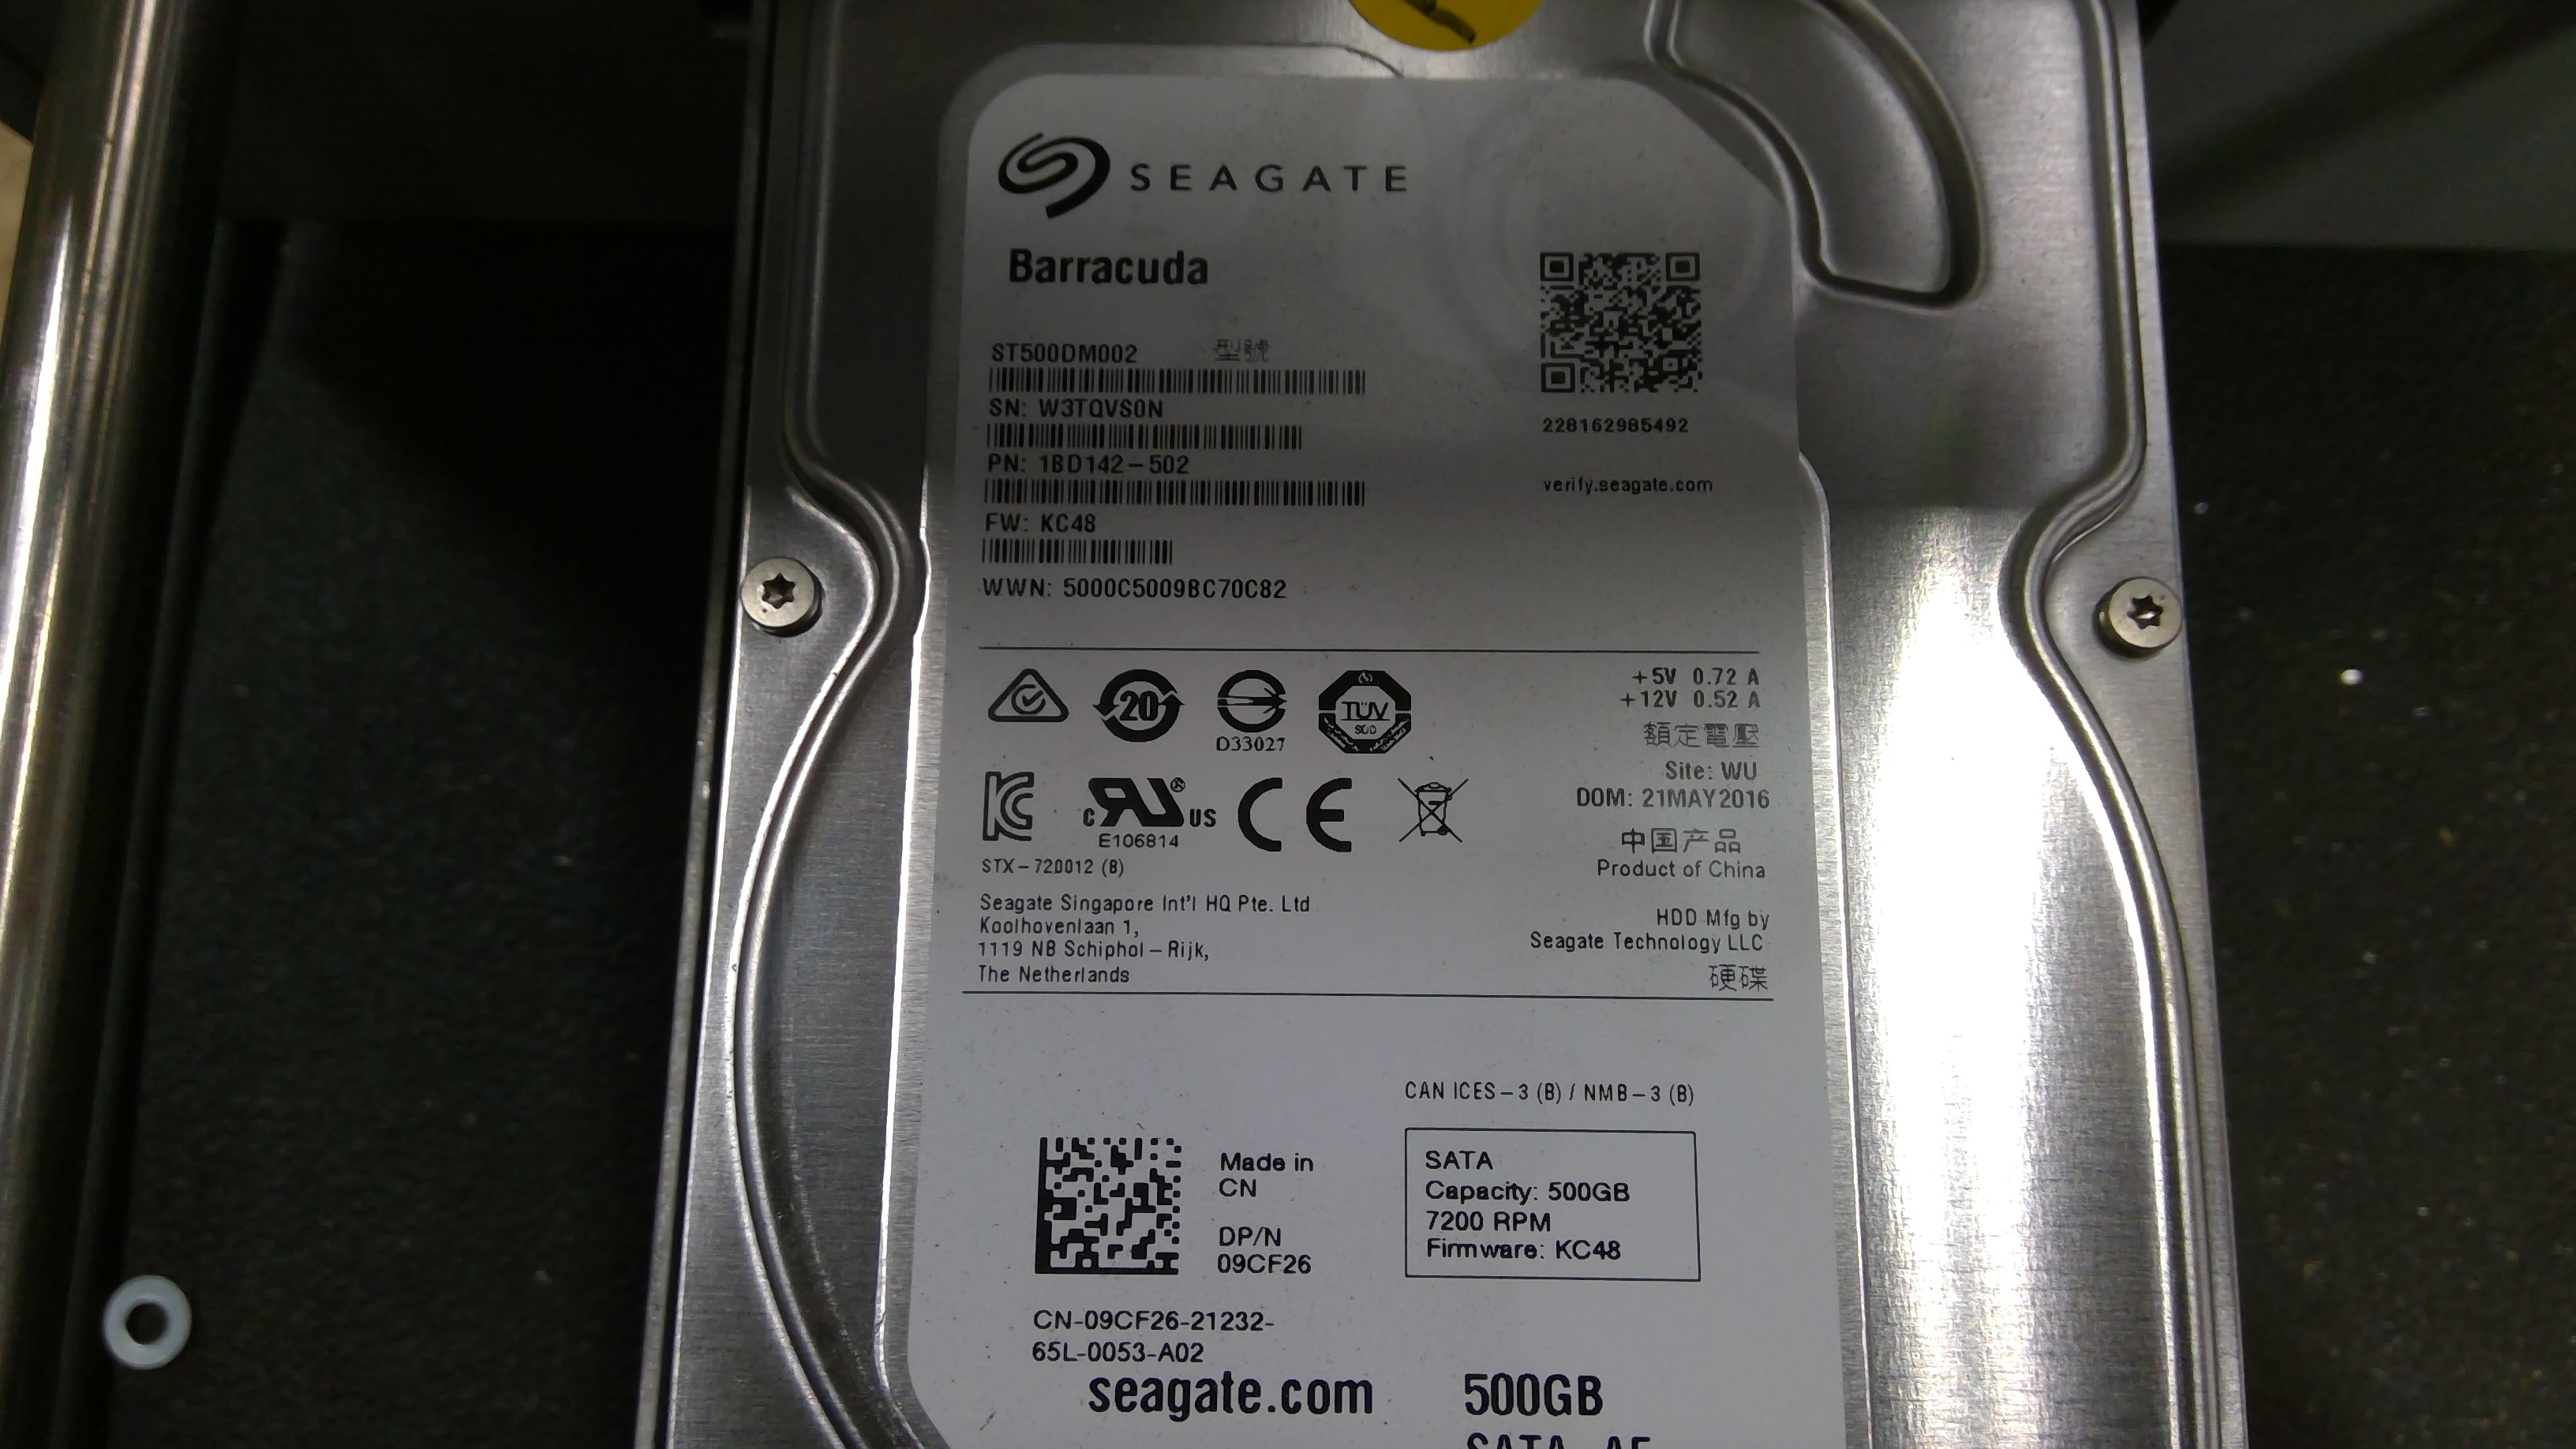 SEAGATE
Barracuda
ST500DM002 型號
SN: W3TQVS0N
PN: 1BD142-502
FW: KC48
WWN: 5000C5009BC70C82
228162985492
verify.seagate.com
20
D33027
TÜV
SÜD
c RU ® US
E106814
CE
STX-720012 (B)
Seagate Singapore Int'l HQ Pte. Ltd
Koolhovenlaan 1,
1119 NB Schiphol-Rijk,
The Netherlands
+5V 0.72 A
+12V 0.52 A
額定電壓
Site: WU
DOM: 21MAY2016
中国产品
Product of China
HDD Mfg by
Seagate Technology LLC
硬碟
CAN ICES-3 (B) / NMB-3 (B)
Made in
CN
DP/N
09CF26
SATA
Capacity: 500GB
7200 RPM
Firmware: KC48
CN-09CF26-21232-
65L-0053-A02
seagate.com
500GB